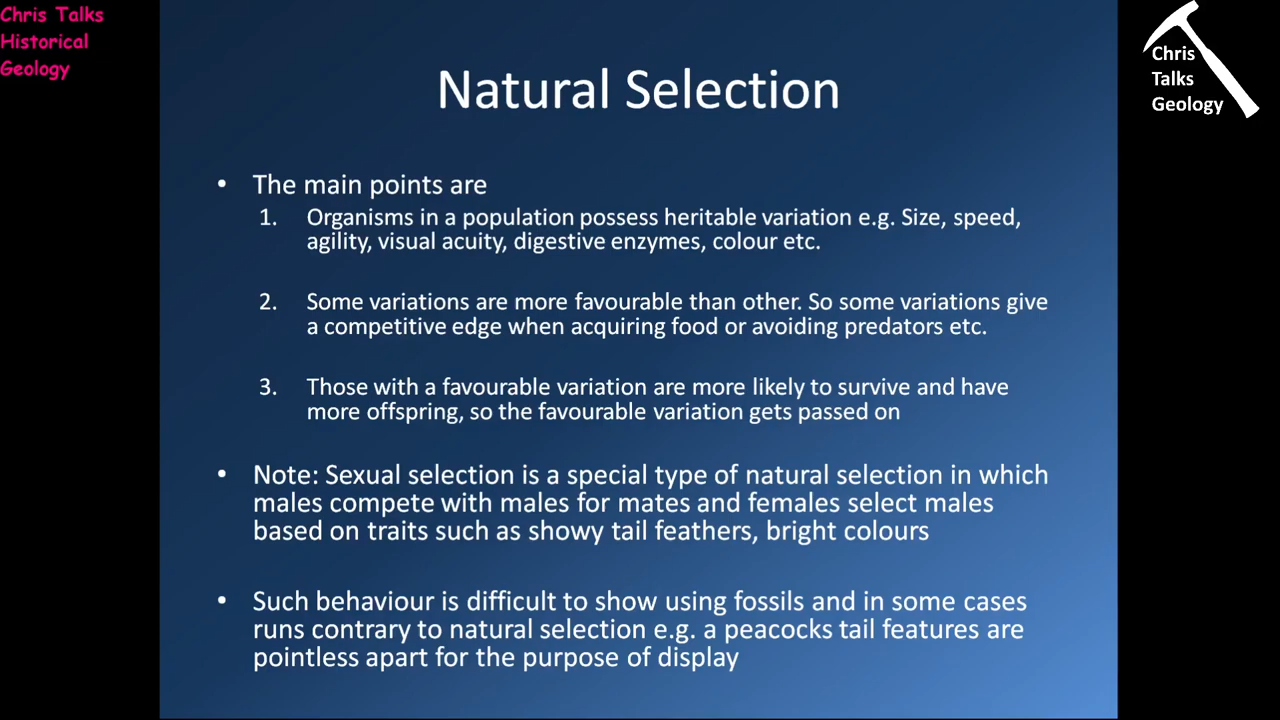 Chris Talks
Historical
Geology
Chris
Talks
Geology
Natural Selection
• The main points are
1. Organisms in a population possess heritable variation e.g. Size, speed,
agility, visual acuity, digestive enzymes, colour etc.
2. Some variations are more favourable than other. So some variations give
a competitive edge when acquiring food or avoiding predators etc.
3. Those with a favourable variation are more likely to survive and have
more offspring, so the favourable variation gets passed on
• Note: Sexual selection is a special type of natural selection in which
males compete with males for mates and females select males
based on traits such as showy tail feathers, bright colours
• Such behaviour is difficult to show using fossils and in some cases
runs contrary to natural selection e.g. a peacocks tail features are
pointless apart for the purpose of display